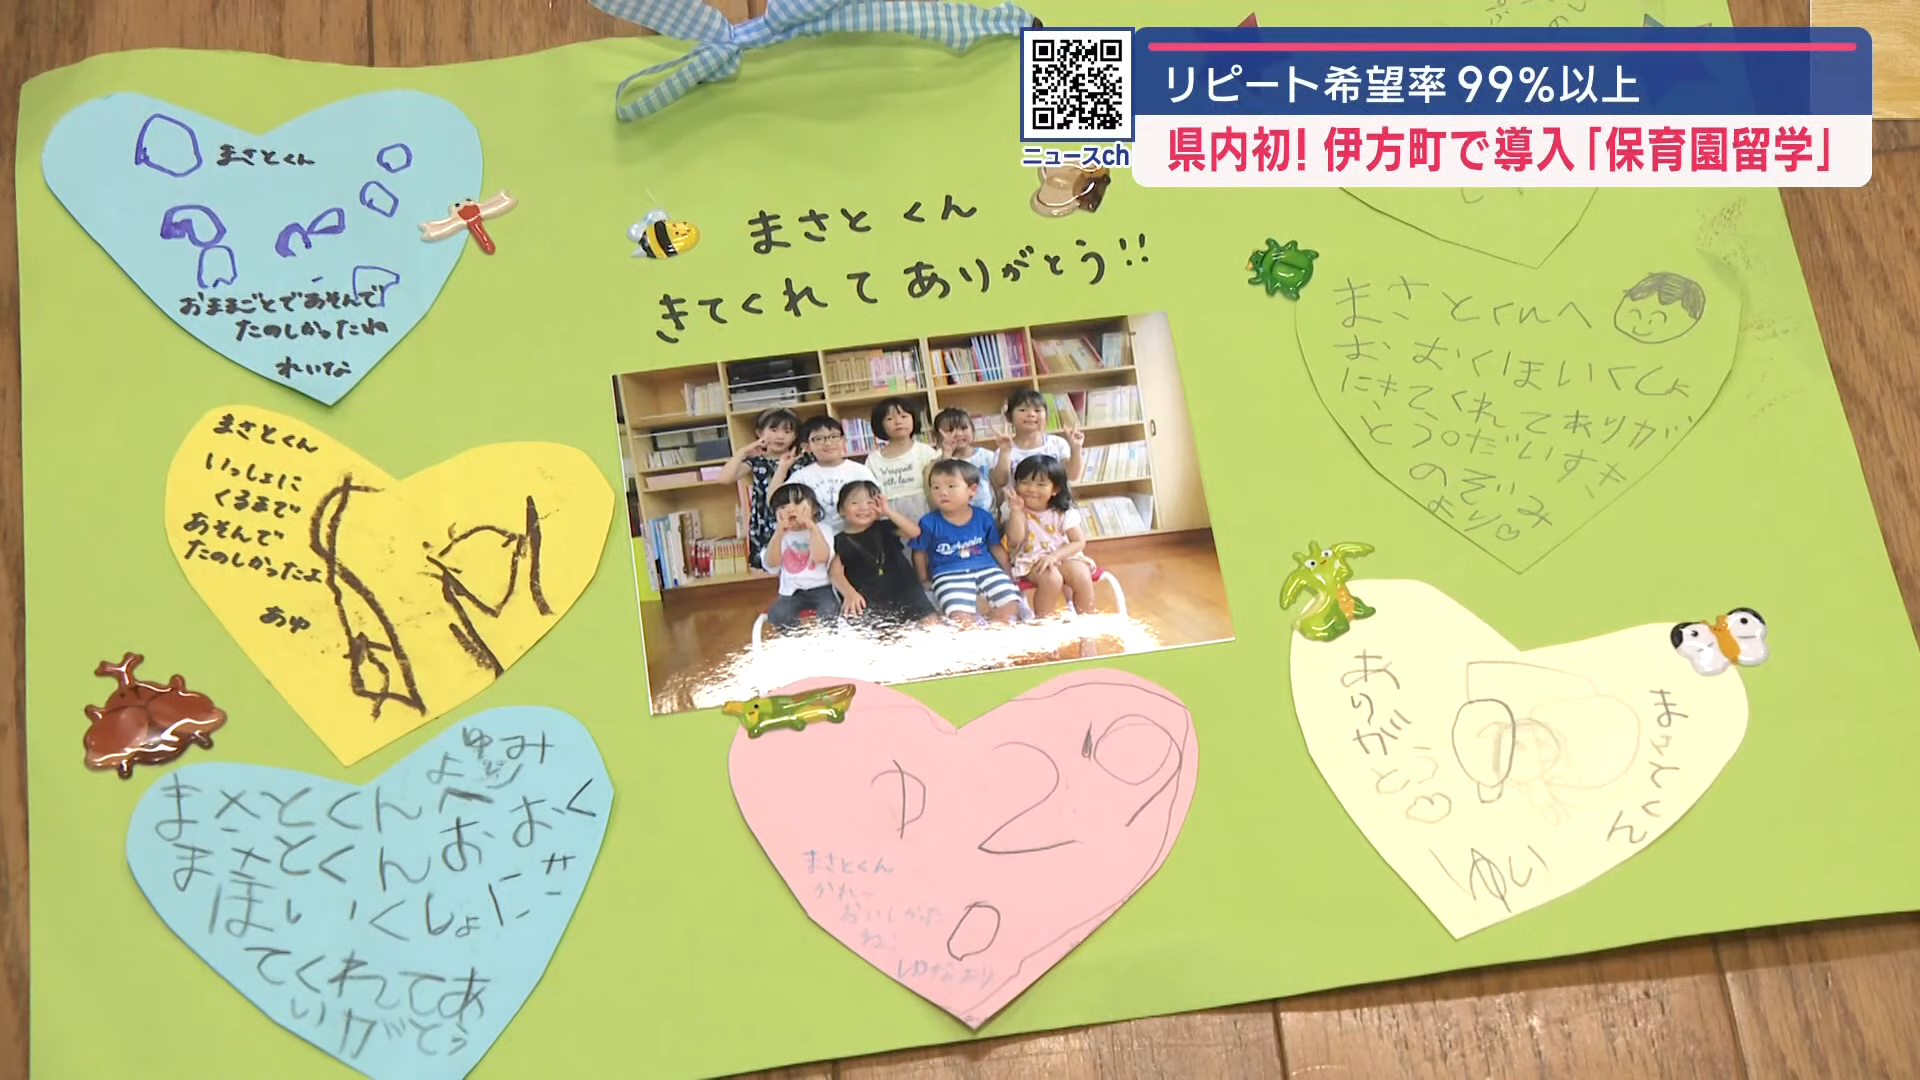 リピート希望率99%以上
県内初！伊方町で導入「保育園留学」
ニュースch
まさとくん
きてくれてありがとう!!
まさとくん
おままごとであそんで
たのしかったね
れいな
まさとくん
いっしょに
くるまで
あそんで
たのしかったよ
あゆ
ゆみ
より
まさとくんへ
まさとくんおおく
ほいくしょにき
てくれてあ
りがとう
まさとくん
かれー
おいしかった
ね
ゆなより
まさとくんへ
おおくほいくしょ
にきてくれてありが
とう。だいすき
のぞみ
より♡
まさとくん
ありがとう♡
ゆい